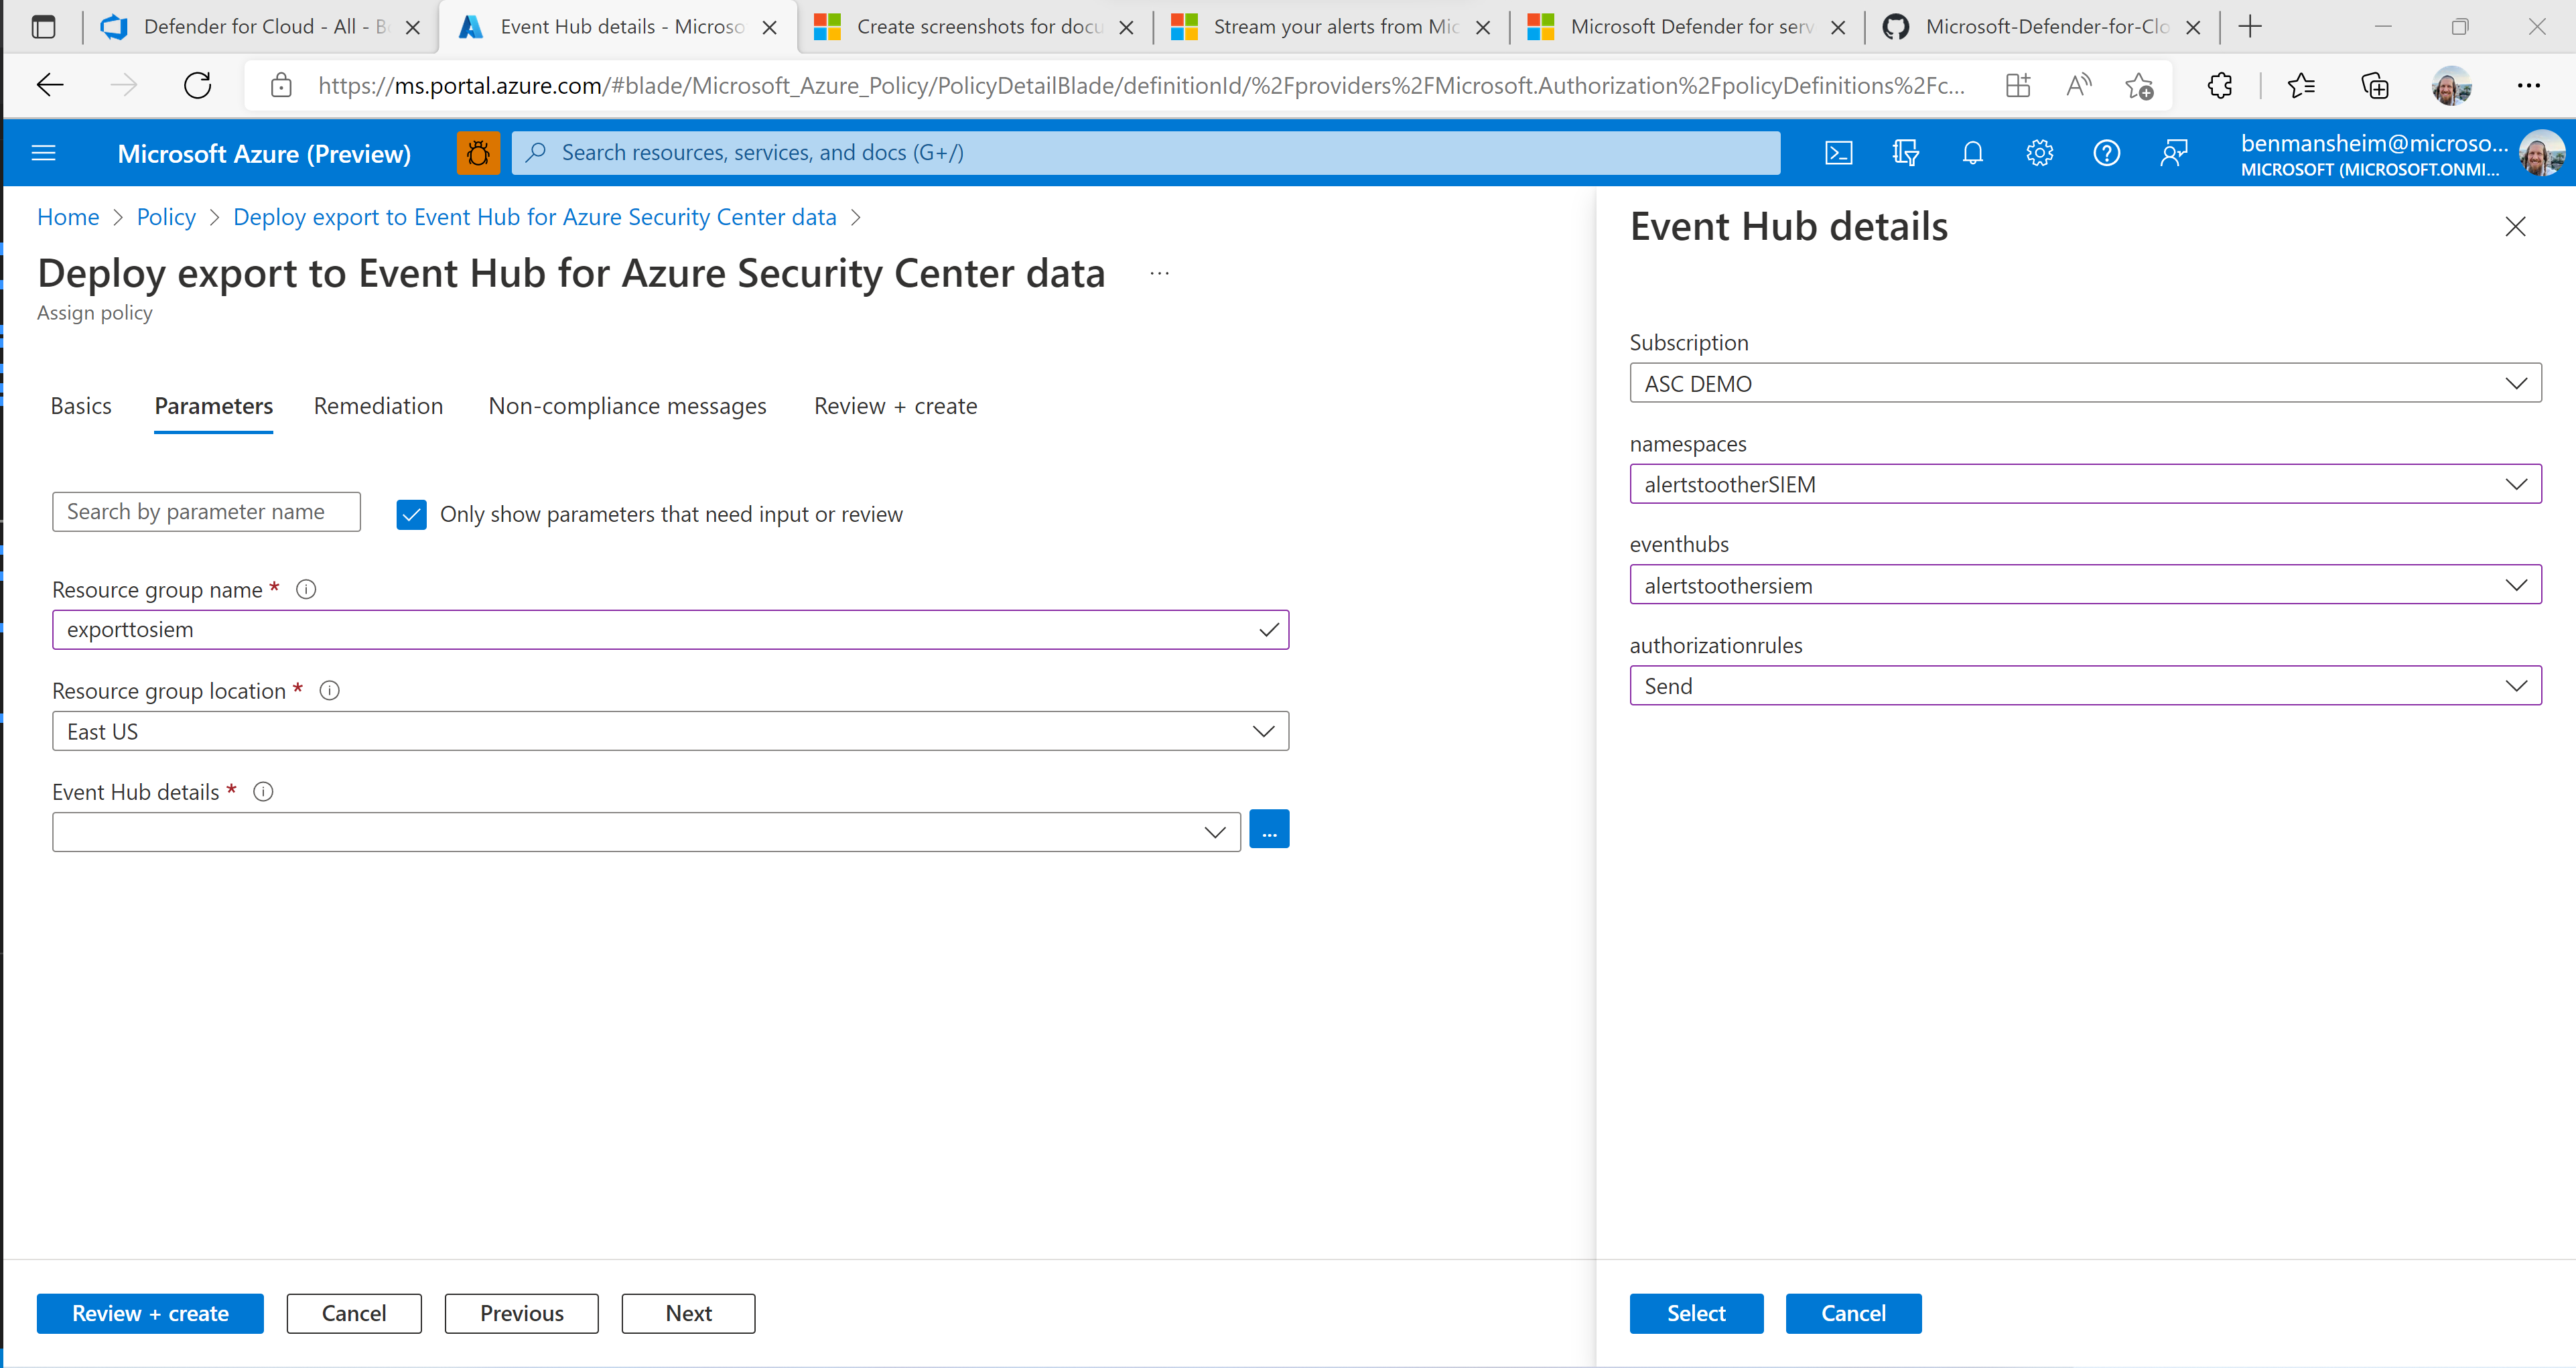 Defender for Cloud - All - B
Event Hub details - Microso
Create screenshots for docu
Stream your alerts from Mic
Microsoft Defender for serv
Microsoft-Defender-for-Clo
https://ms.portal.azure.com/#blade/Microsoft_Azure_Policy/PolicyDetailBlade/definitionId/%2Fproviders%2FMicrosoft.Authorization%2FpolicyDefinitions%2Fc...
Microsoft Azure (Preview)
Search resources, services, and docs (G+/)
benmansheim@microso...
MICROSOFT (MICROSOFT.ONMI...
Home > Policy > Deploy export to Event Hub for Azure Security Center data >
Deploy export to Event Hub for Azure Security Center data ...
Assign policy
Basics Parameters Remediation Non-compliance messages Review + create
Search by parameter name
Only show parameters that need input or review
Resource group name *
exporttosiem
Resource group location *
East US
Event Hub details *
...
Review + create
Cancel
Previous
Next
Event Hub details
Subscription
ASC DEMO
namespaces
alertstootherSIEM
eventhubs
alertstoothersiem
authorizationrules
Send
Select
Cancel